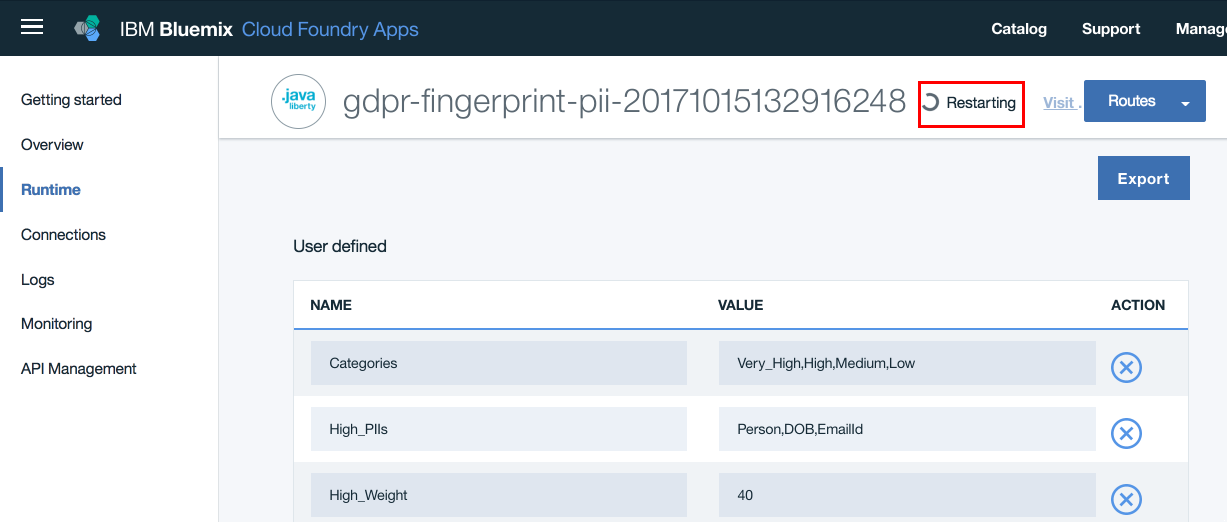 IBM Bluemix Cloud Foundry Apps Catalog Support Manage
Getting started
Overview
Runtime
Connections
Logs
Monitoring
API Management
.java liberty
gdpr-fingerprint-pii-20171015132916248 Restarting Visit . Routes
Export
User defined
NAME VALUE ACTION
Categories Very_High,High,Medium,Low
High_PIIs Person,DOB,EmailId
High_Weight 40